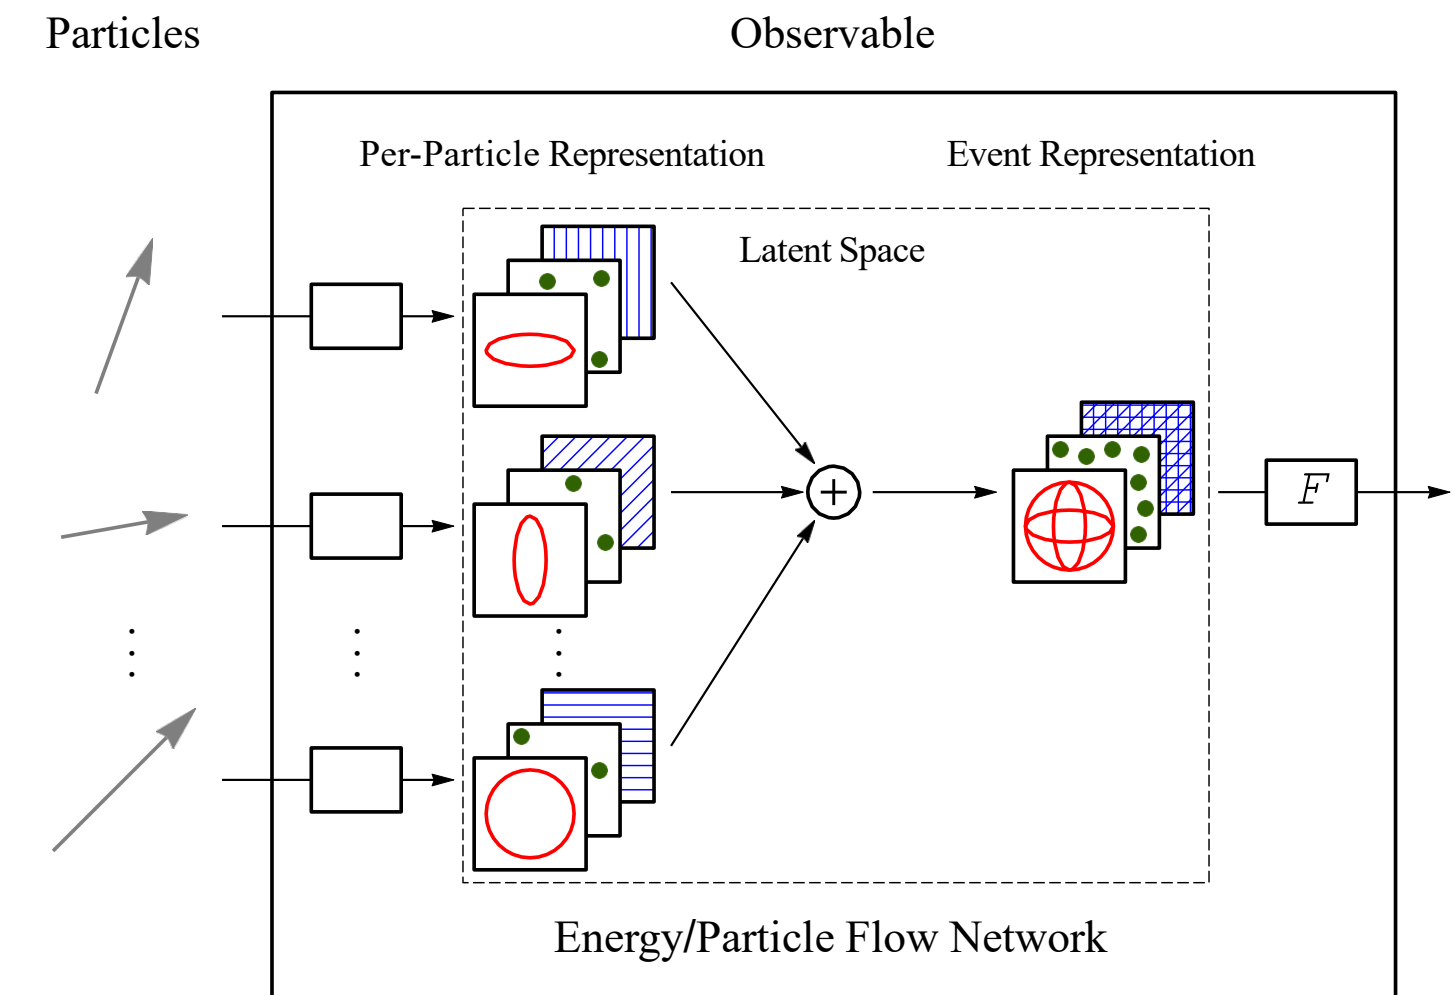 Particles
Observable
Per-Particle Representation
Event Representation
Latent Space
F
Energy/Particle Flow Network